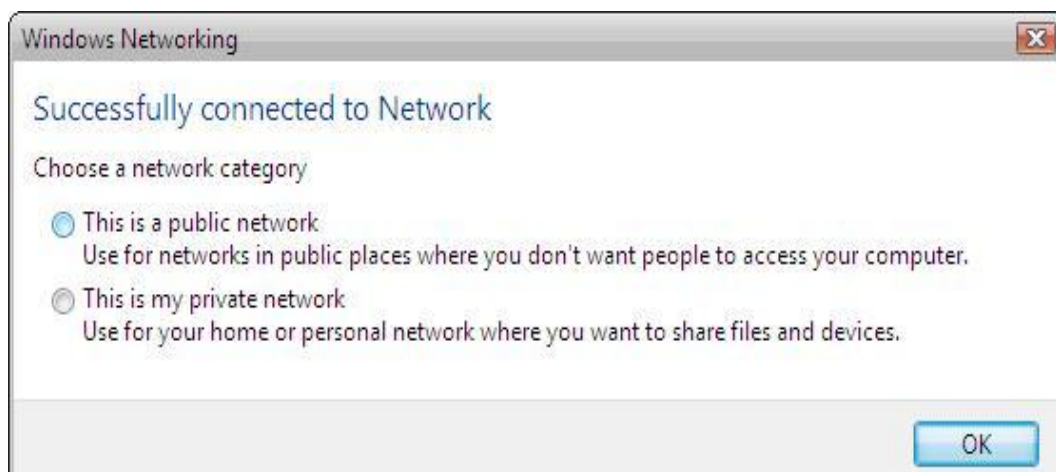 Windows Networking
Successfully connected to Network
Choose a network category
This is a public network
Use for networks in public places where you don't want people to access your computer.
This is my private network
Use for your home or personal network where you want to share files and devices.
OK